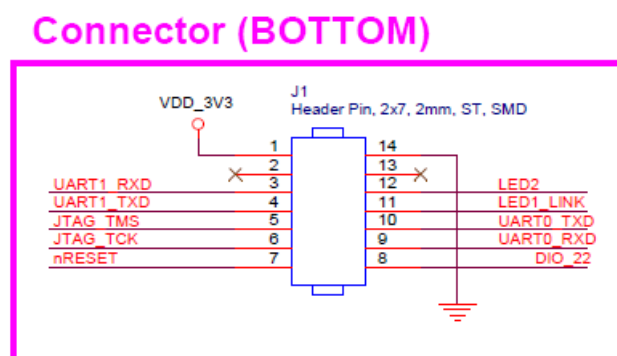 Connector (BOTTOM)
J1
VDD_3V3
Header Pin, 2x7, 2mm, ST, SMD
1 14
2 13
UART1_RXD 3 12 LED2
UART1_TXD 4 11 LED1_LINK
JTAG_TMS 5 10 UART0_TXD
JTAG_TCK 6 9 UART0_RXD
nRESET 7 8 DIO_22